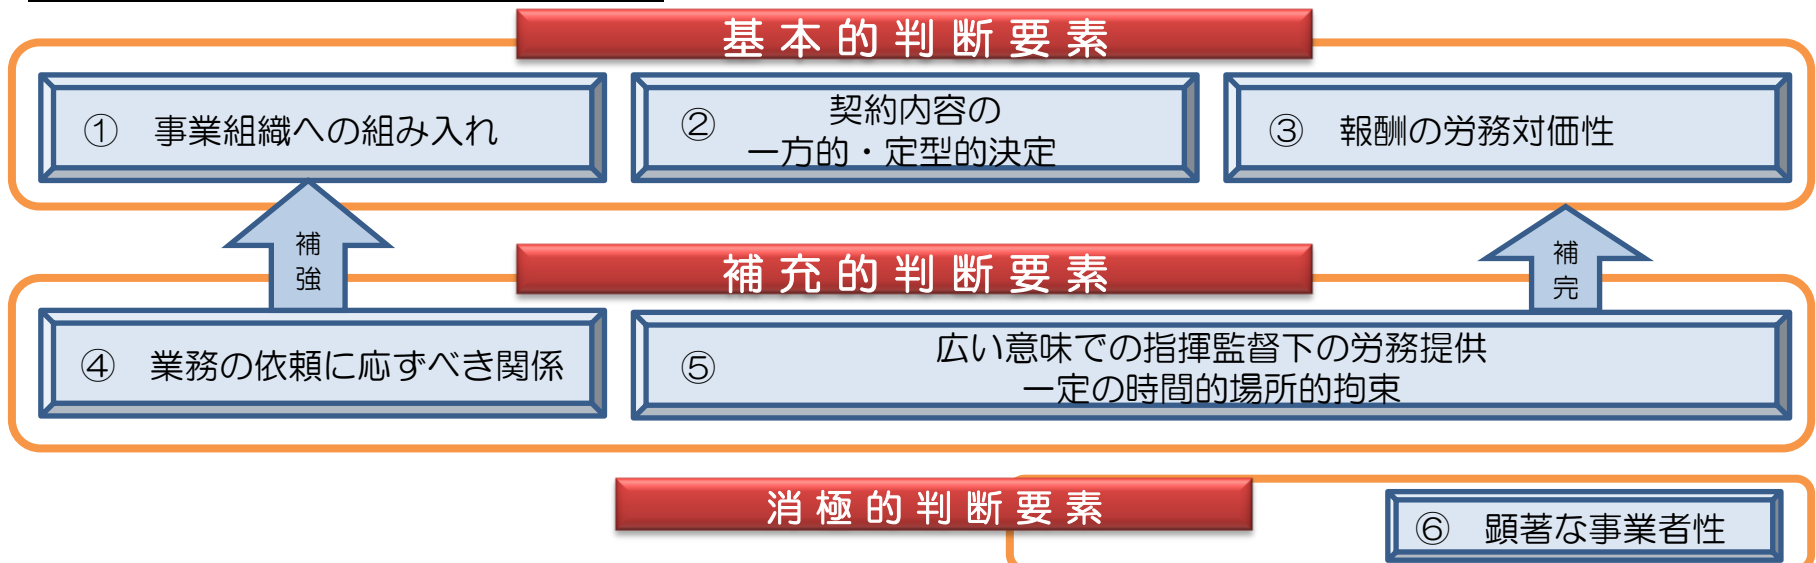 基本的判断要素
① 事業組織への組み入れ
② 契約内容の
一方的・定型的決定
③ 報酬の労務対価性
補強
補完
補充的判断要素
④ 業務の依頼に応ずべき関係
⑤ 広い意味での指揮監督下の労務提供
一定の時間的場所的拘束
消極的判断要素
⑥ 顕著な事業者性